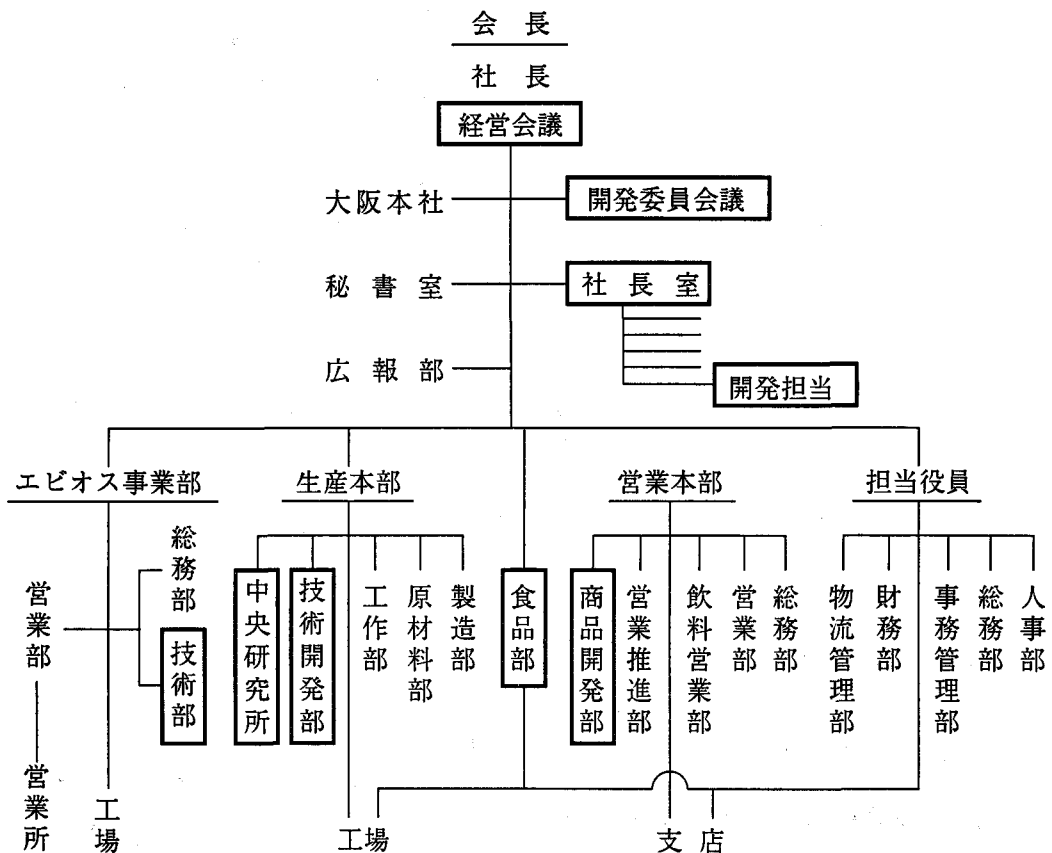 会長
社長
経営会議
大阪本社
開発委員会議
秘書室
社長室
広報部
開発担当
エビオス事業部
生産本部
営業本部
担当役員
営業部
営業所
総務部
技術部
工場
中央研究所
技術開発部
工作部
原材料部
製造部
工場
食品部
商品開発部
営業推進部
飲料営業部
営業部
総務部
支店
物流管理部
財務部
事務管理部
総務部
人事部